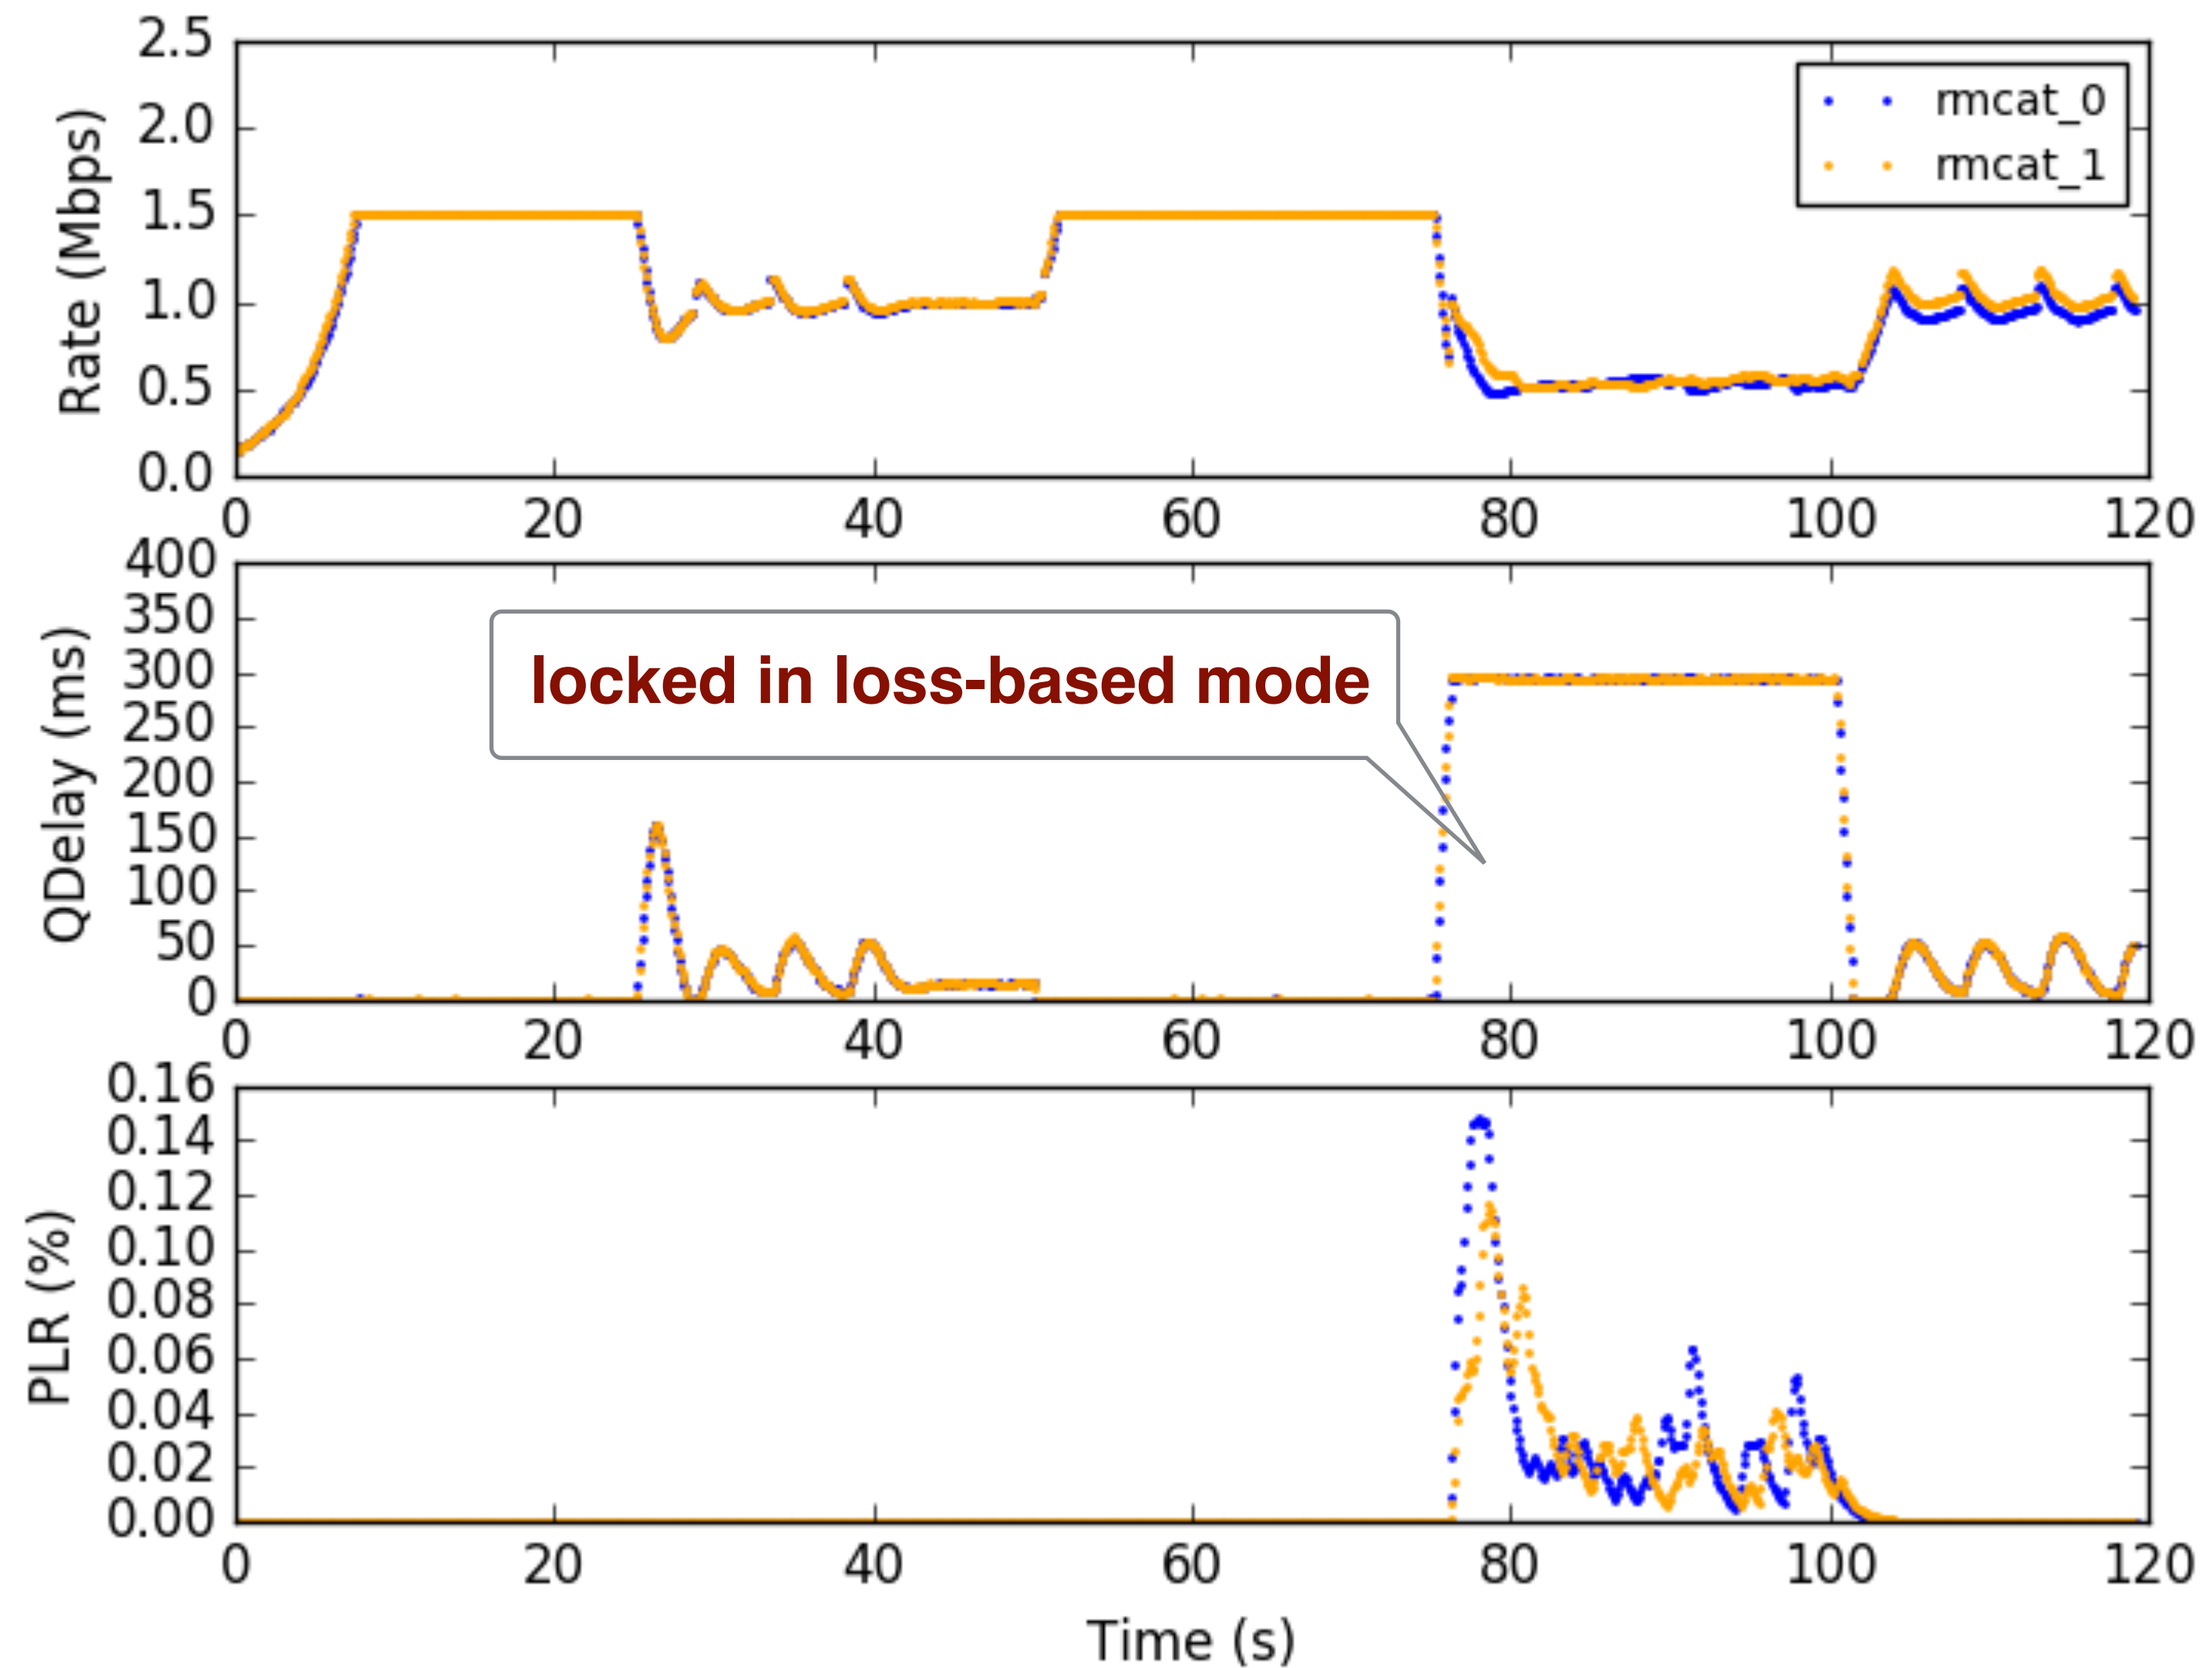 2.5
2.0
1.5
1.0
0.5
0.0
Rate (Mbps)
rmcat_0
rmcat_1
0 20 40 60 80 100 120
400
350
300
250
200
150
100
50
0
QDelay (ms)
locked in loss-based mode
0 20 40 60 80 100 120
0.16
0.14
0.12
0.10
0.08
0.06
0.04
0.02
0.00
PLR (%)
0 20 40 60 80 100 120
Time (s)